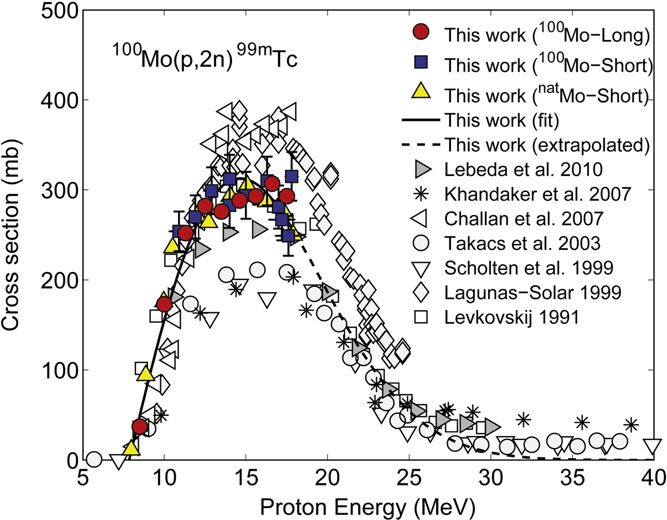 ¹⁰⁰Mo(p,2n)⁹⁹ᵐTc
This work (¹⁰⁰Mo−Long)
This work (¹⁰⁰Mo−Short)
This work (ⁿᵃᵗMo−Short)
This work (fit)
This work (extrapolated)
Lebeda et al. 2010
Khandaker et al. 2007
Challan et al. 2007
Takacs et al. 2003
Scholten et al. 1999
Lagunas−Solar 1999
Levkovskij 1991
Cross section (mb)
500
400
300
200
100
0
5 10 15 20 25 30 35 40
Proton Energy (MeV)